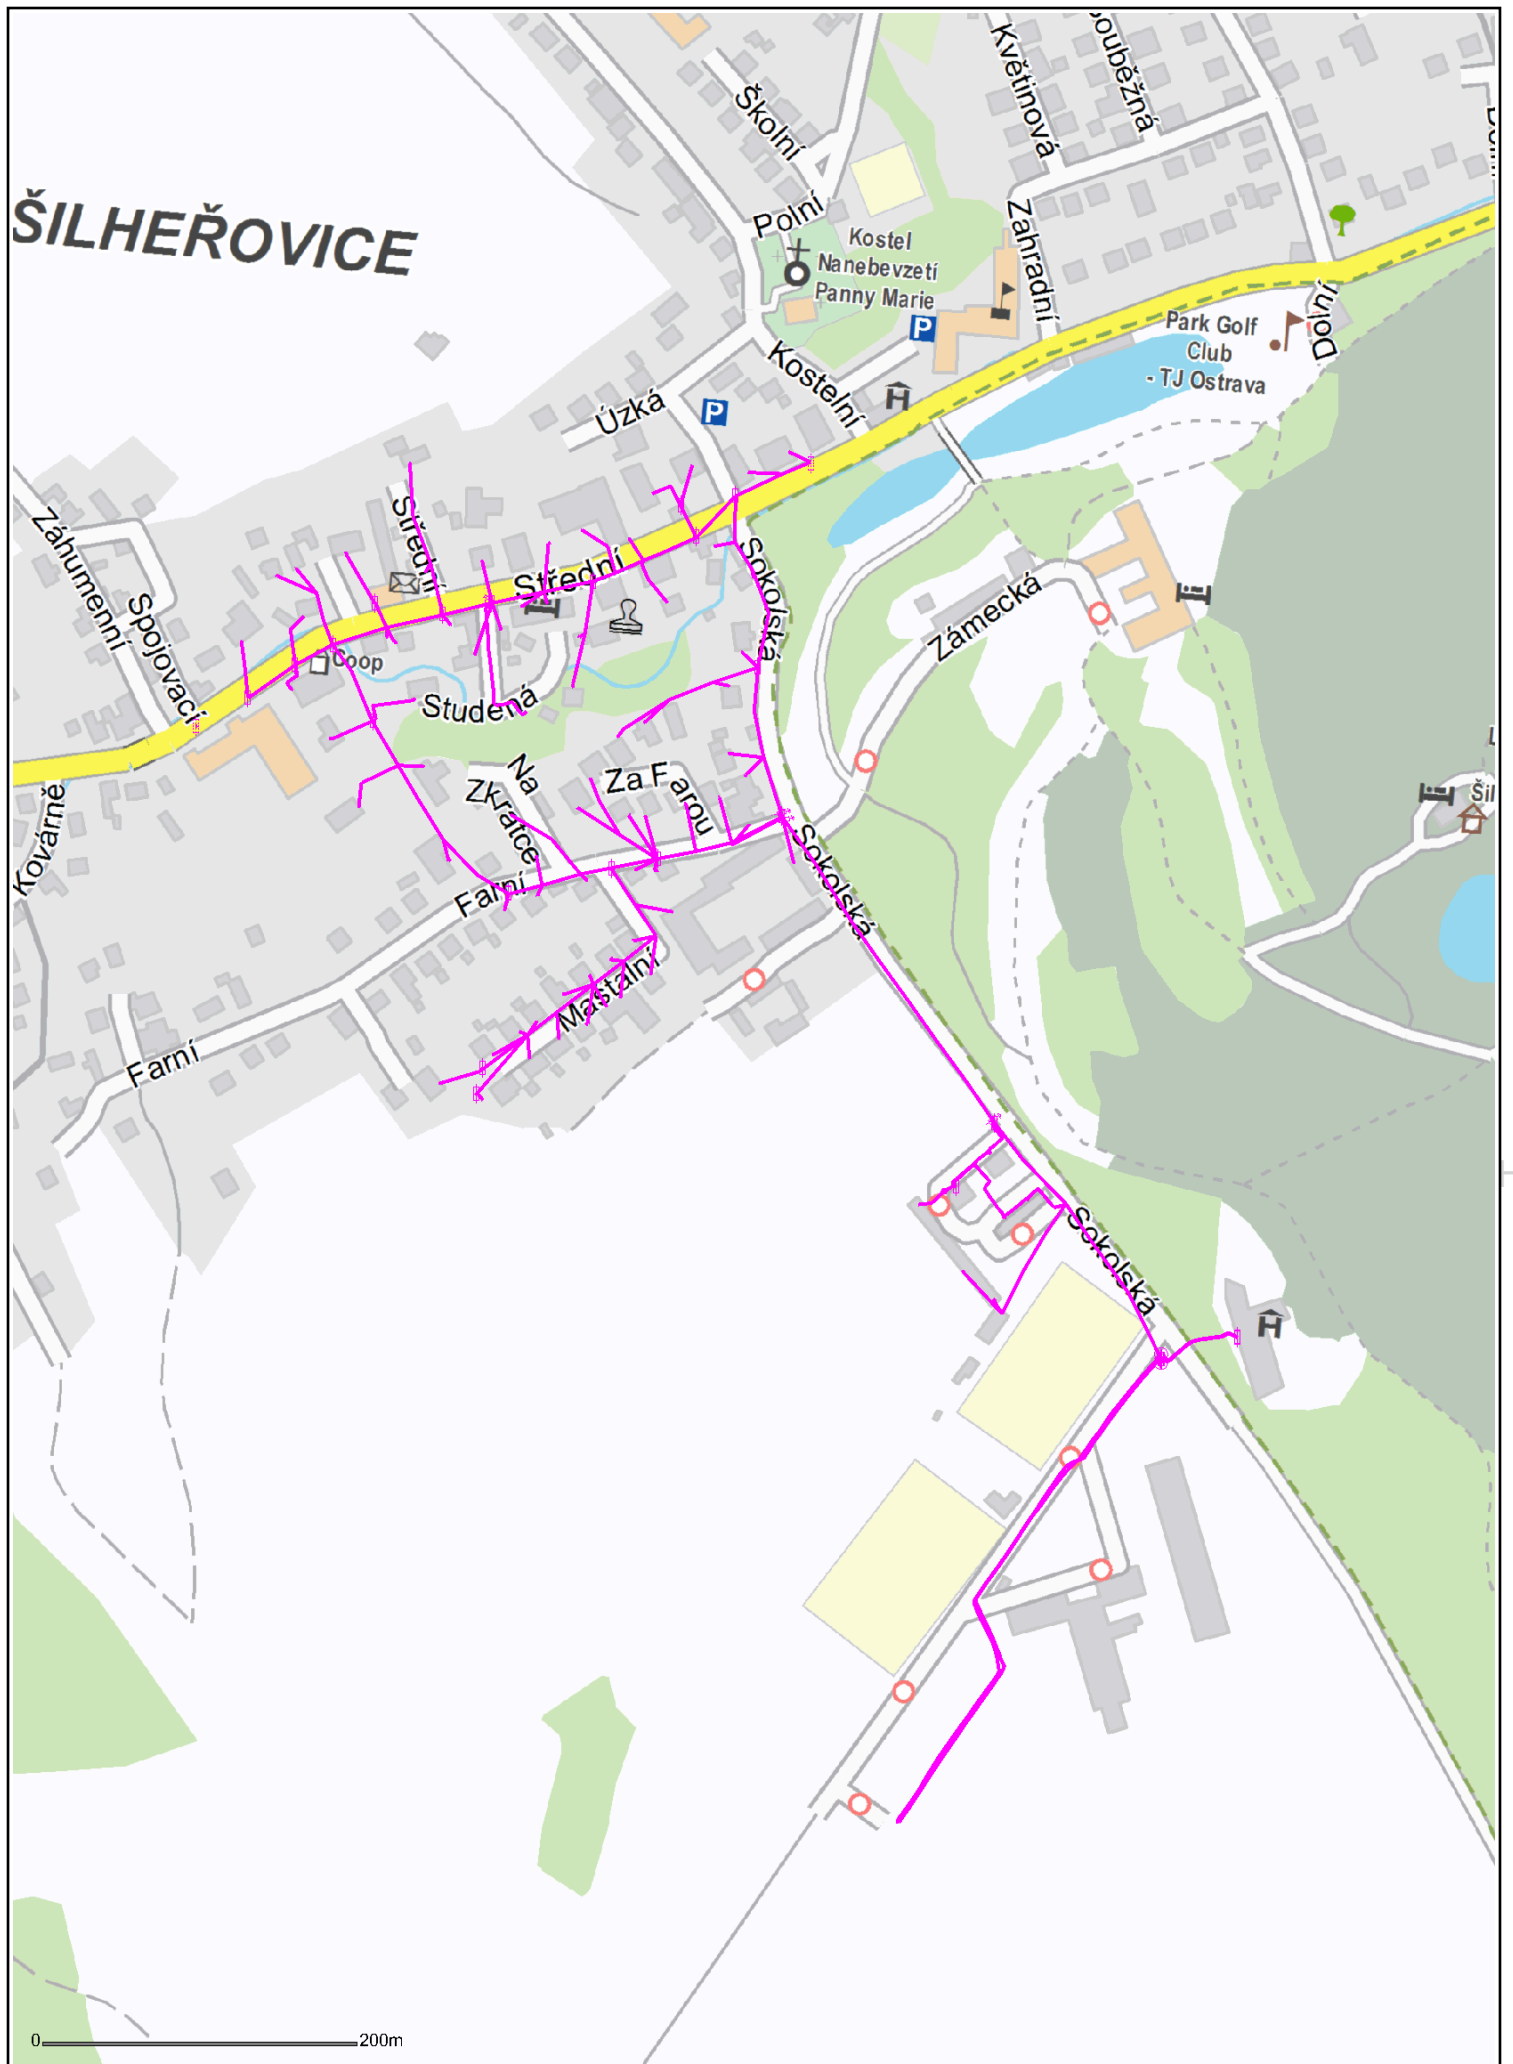 Květinová
Souběžná
Školní
Polní
ŠILHEŘOVICE
Kostel
Nanebevzetí
Panny Marie
Zahradní
P
Dolní
Park Golf
Club
- TJ Ostrava
Kostelní
Úzká
P
Střední
Záhumenní
Spojovací
Střední
Sokolská
Zámecká
Coop
Studená
Na
Zkratce
Za Farou
Kovárně
Šil
Sokolská
Farní
Mastalní
Farní
Sokolská
0
200m